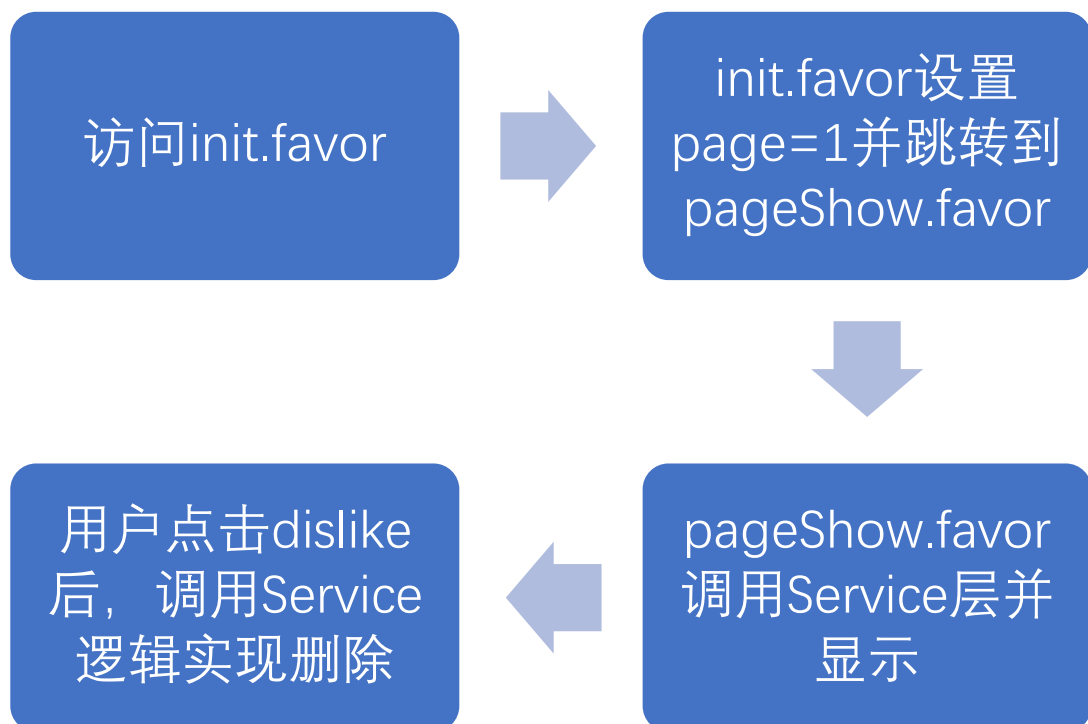 访问init.favor
init.favor设置
page=1并跳转到
pageShow.favor
pageShow.favor
调用Service层并
显示
用户点击dislike
后，调用Service
逻辑实现删除